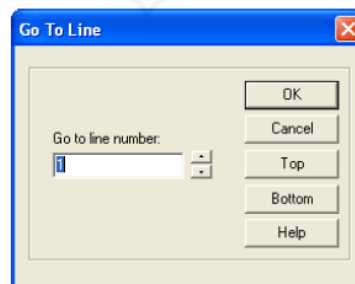 Go To Line
OK
Cancel
Go to line number:
1
Top
Bottom
Help